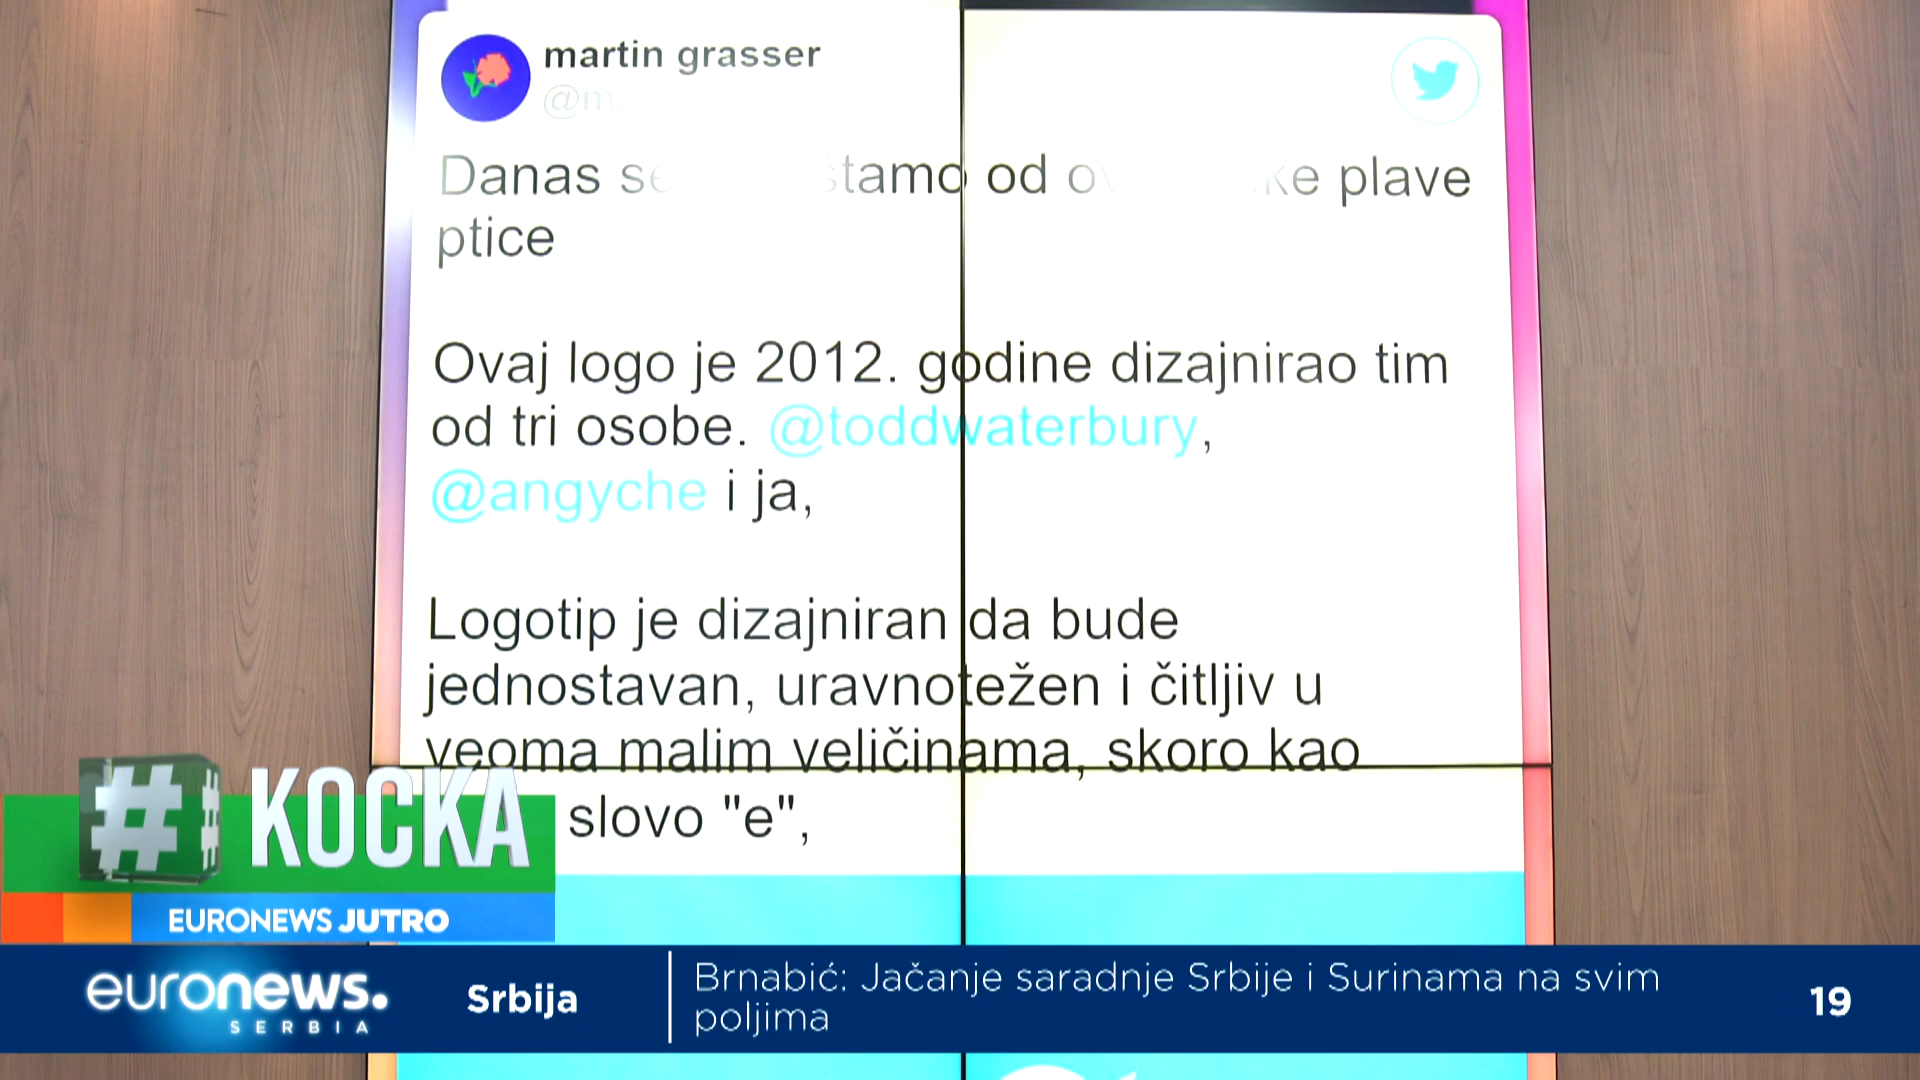 martin grasser
Danas od plave
ptice
Ovaj logo je 2012. godine dizajnirao tim
od tri osobe. @toddwaterbury,
@angyche i ja,
Logotip je dizajniran da bude
jednostavan, uravnotežen i čitljiv u
veoma malim veličinama, skoro kao
slovo "e",
# KOCKA
EURONEWS JUTRO
euronews.
SERBIA
Srbija
Brnabić: Jačanje saradnje Srbije i Surinama na svim
poljima
19